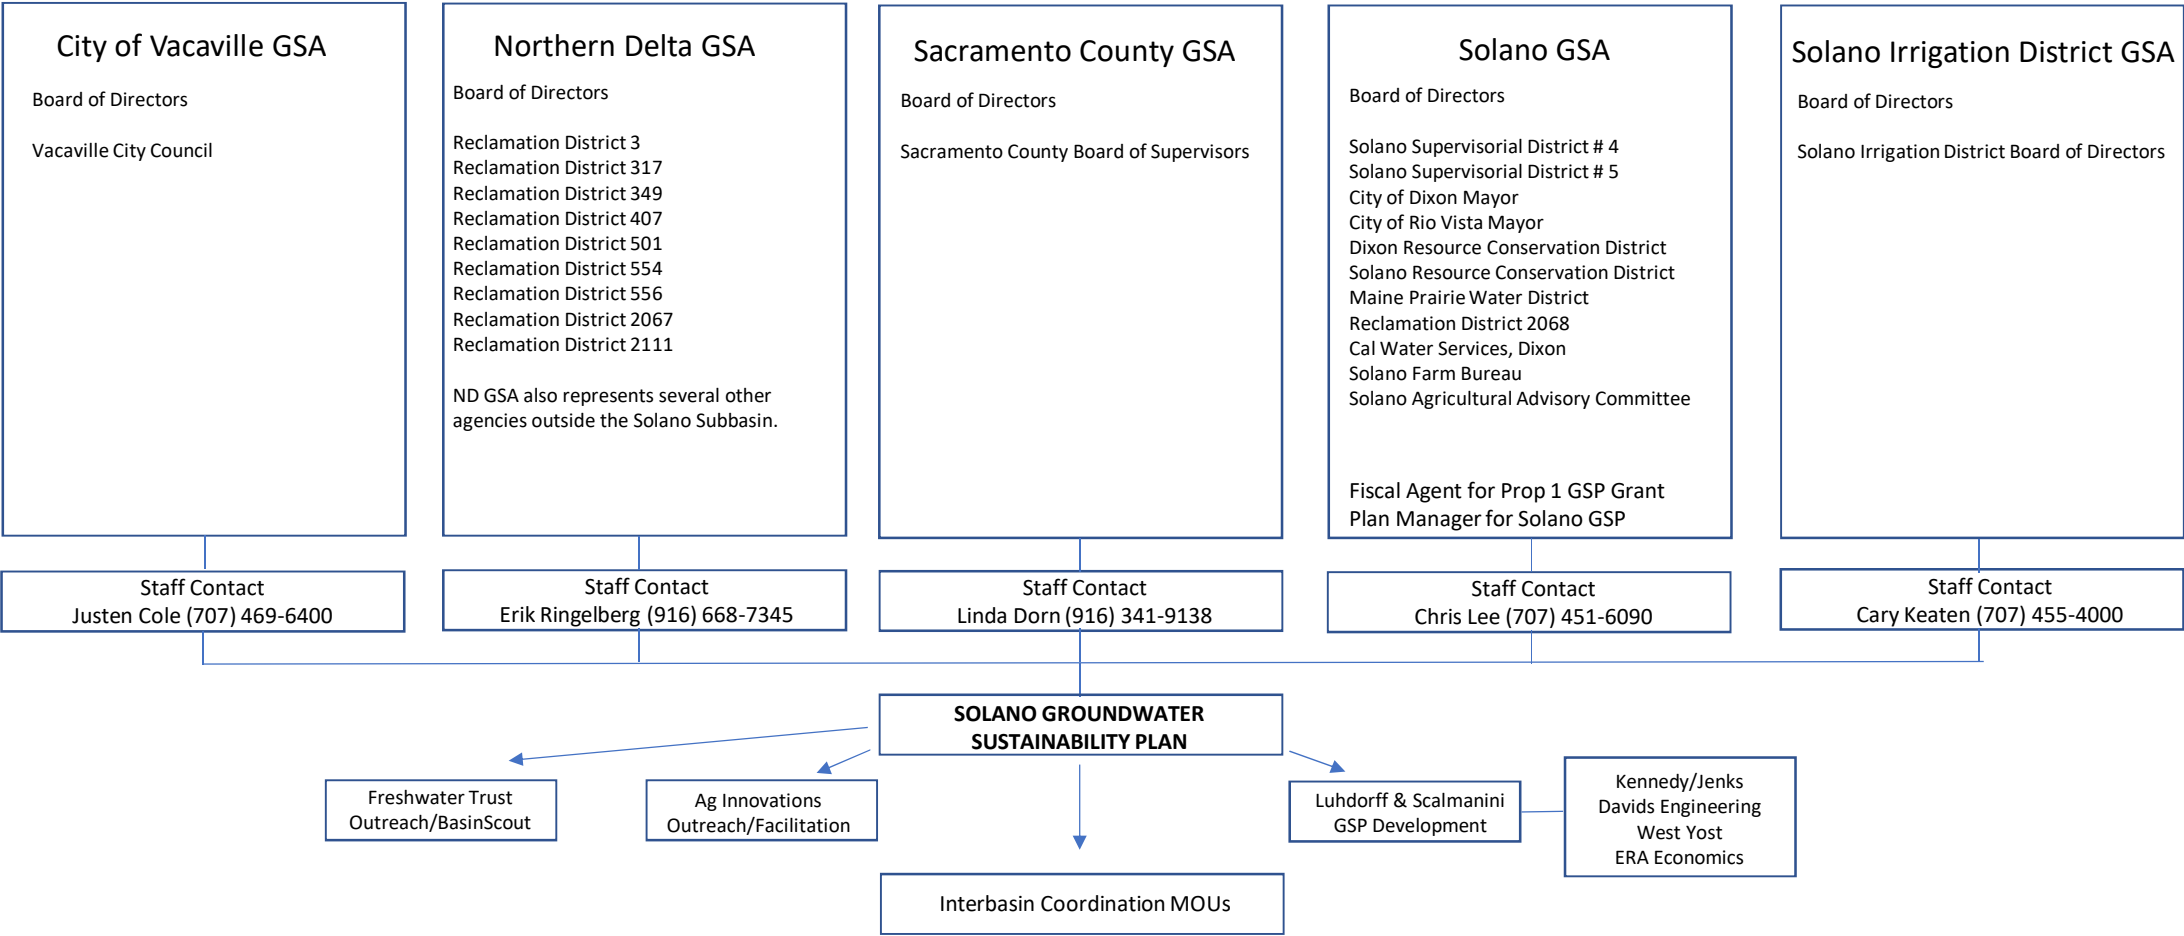 City of Vacaville GSA
Board of Directors
Vacaville City Council
Northern Delta GSA
Board of Directors
Reclamation District 3
Reclamation District 317
Reclamation District 349
Reclamation District 407
Reclamation District 501
Reclamation District 554
Reclamation District 556
Reclamation District 2067
Reclamation District 2111
ND GSA also represents several other
agencies outside the Solano Subbasin.
Sacramento County GSA
Board of Directors
Sacramento County Board of Supervisors
Solano GSA
Board of Directors
Solano Supervisorial District # 4
Solano Supervisorial District # 5
City of Dixon Mayor
City of Rio Vista Mayor
Dixon Resource Conservation District
Solano Resource Conservation District
Maine Prairie Water District
Reclamation District 2068
Cal Water Services, Dixon
Solano Farm Bureau
Solano Agricultural Advisory Committee
Fiscal Agent for Prop 1 GSP Grant
Plan Manager for Solano GSP
Solano Irrigation District GSA
Board of Directors
Solano Irrigation District Board of Directors
Staff Contact
Justen Cole (707) 469-6400
Staff Contact
Erik Ringelberg (916) 668-7345
Staff Contact
Linda Dorn (916) 341-9138
Staff Contact
Chris Lee (707) 451-6090
Staff Contact
Cary Keaten (707) 455-4000
SOLANO GROUNDWATER
SUSTAINABILITY PLAN
Freshwater Trust
Outreach/BasinScout
Ag Innovations
Outreach/Facilitation
Luhdorff & Scalmanini
GSP Development
Kennedy/Jenks
Davids Engineering
West Yost
ERA Economics
Interbasin Coordination MOUs